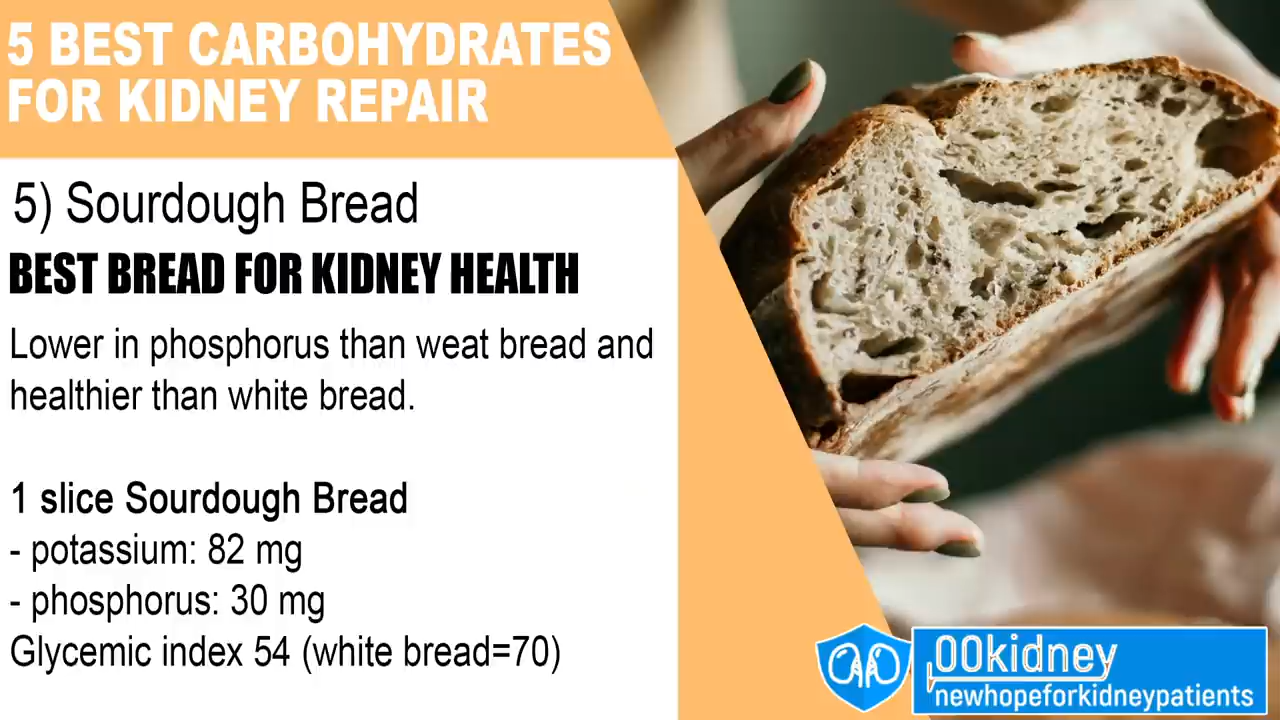 5 BEST CARBOHYDRATES
FOR KIDNEY REPAIR
5) Sourdough Bread
BEST BREAD FOR KIDNEY HEALTH
Lower in phosphorus than weat bread and
healthier than white bread.
1 slice Sourdough Bread
- potassium: 82 mg
- phosphorus: 30 mg
Glycemic index 54 (white bread=70)
00kidney
newhopeforkidneypatients